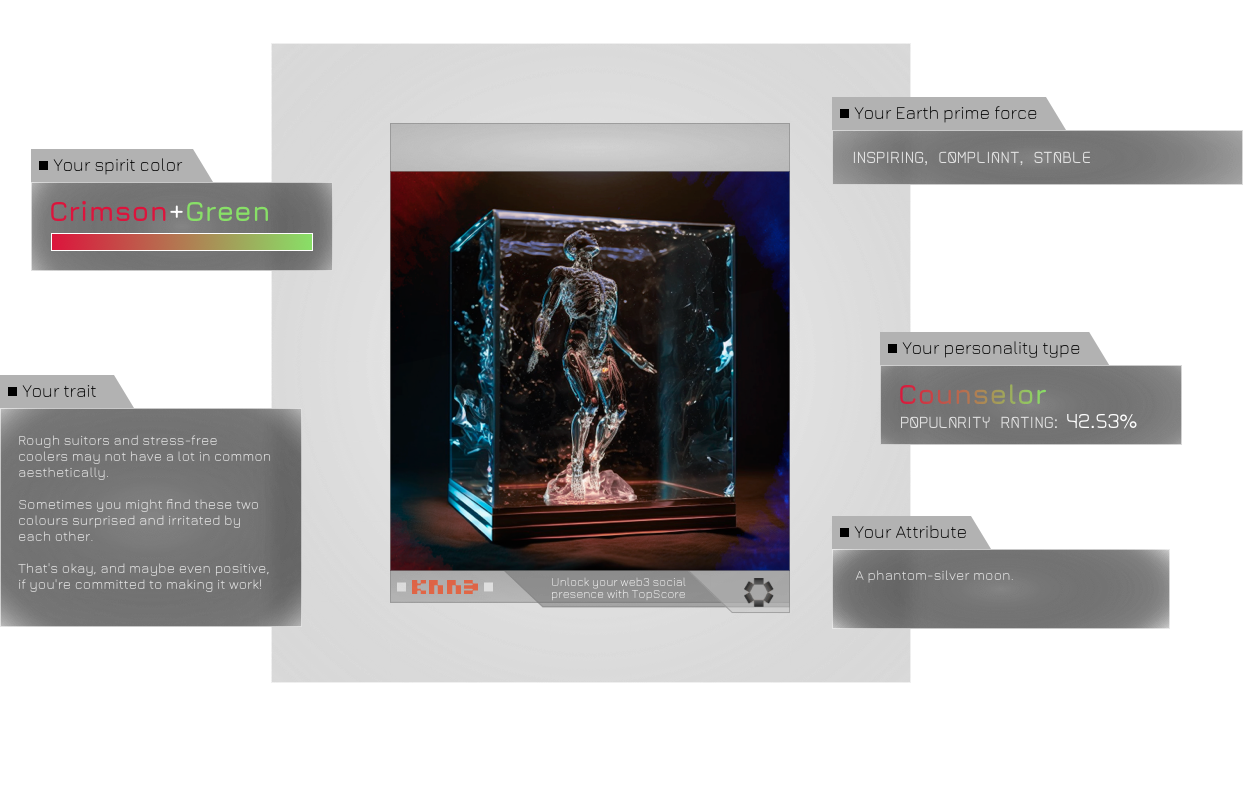 Your spirit color
Crimson+Green
Your trait
Rough suitors and stress-free
coolers may not have a lot in common
aesthetically.
Sometimes you might find these two
colours surprised and irritated by
each other.
That's okay, and maybe even positive,
if you're committed to making it work!
Unlock your web3 social
presence with TopScore
Your Earth prime force
INSPIRING, COMPLIANT, STABLE
Your personality type
Counselor
POPULARITY RATING: 42.53%
Your Attribute
A phantom-silver moon.